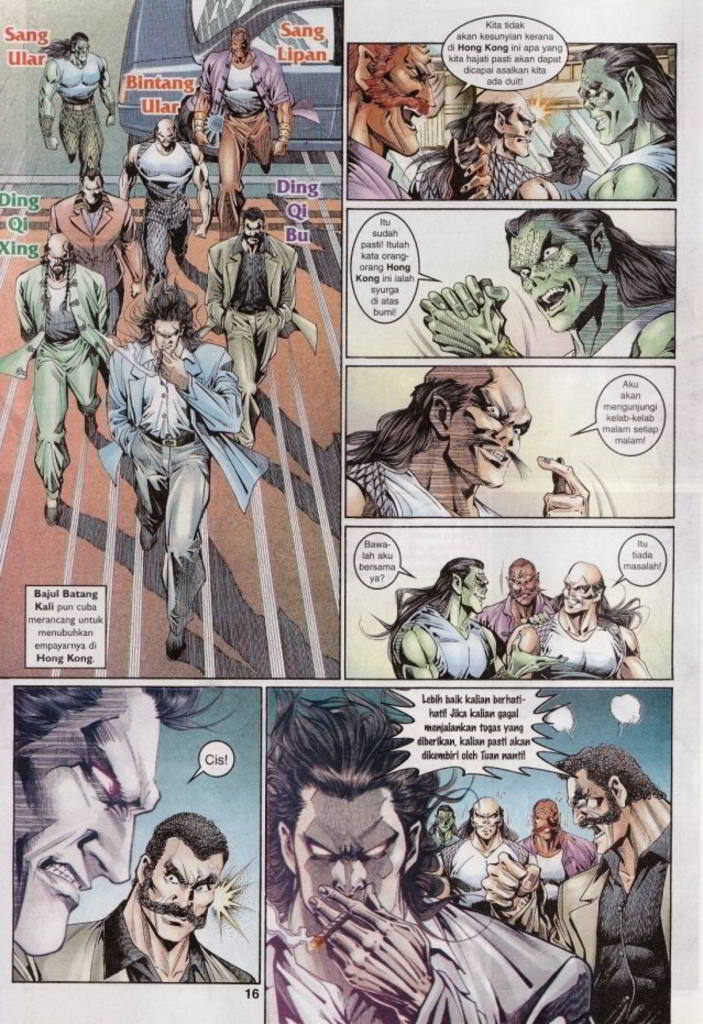 Sang
Ular
Sang
Lipan
Bintang
Ular
Ding
Qi
Xing
Ding
Qi
Bu
Bajul Batang
Kali pun cuba
merancang untuk
menubuhkan
empayarnya di
Hong Kong.
Kita tidak
akan kesunyian kerana
di Hong Kong ini apa yang
kita hajati pasti akan dapat
dicapai asalkan kita
ada duit!
Itu
sudah
pasti! Itulah
kata orang-
orang Hong
Kong ini ialah
syurga
di atas
bumi!
Aku
akan
mengunjungi
kelab-kelab
malam setiap
malam!
Bawa-
lah aku
bersama
ya?
Itu
tiada
masalah!
Cis!
Lebih baik kalian berhati-
hati! Jika kalian gagal
menjalankan tugas yang
diberikan, kalian pasti akan
dikembiri oleh Tuan nanti!
16